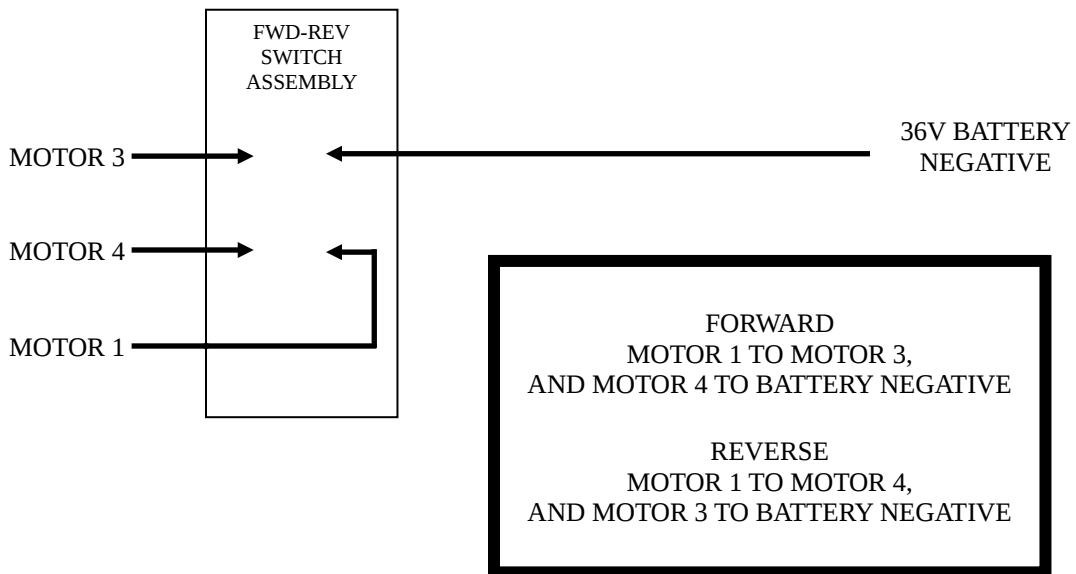 FWD-REV
SWITCH
ASSEMBLY
MOTOR 3
36V BATTERY
NEGATIVE
MOTOR 4
MOTOR 1
FORWARD
MOTOR 1 TO MOTOR 3,
AND MOTOR 4 TO BATTERY NEGATIVE
REVERSE
MOTOR 1 TO MOTOR 4,
AND MOTOR 3 TO BATTERY NEGATIVE